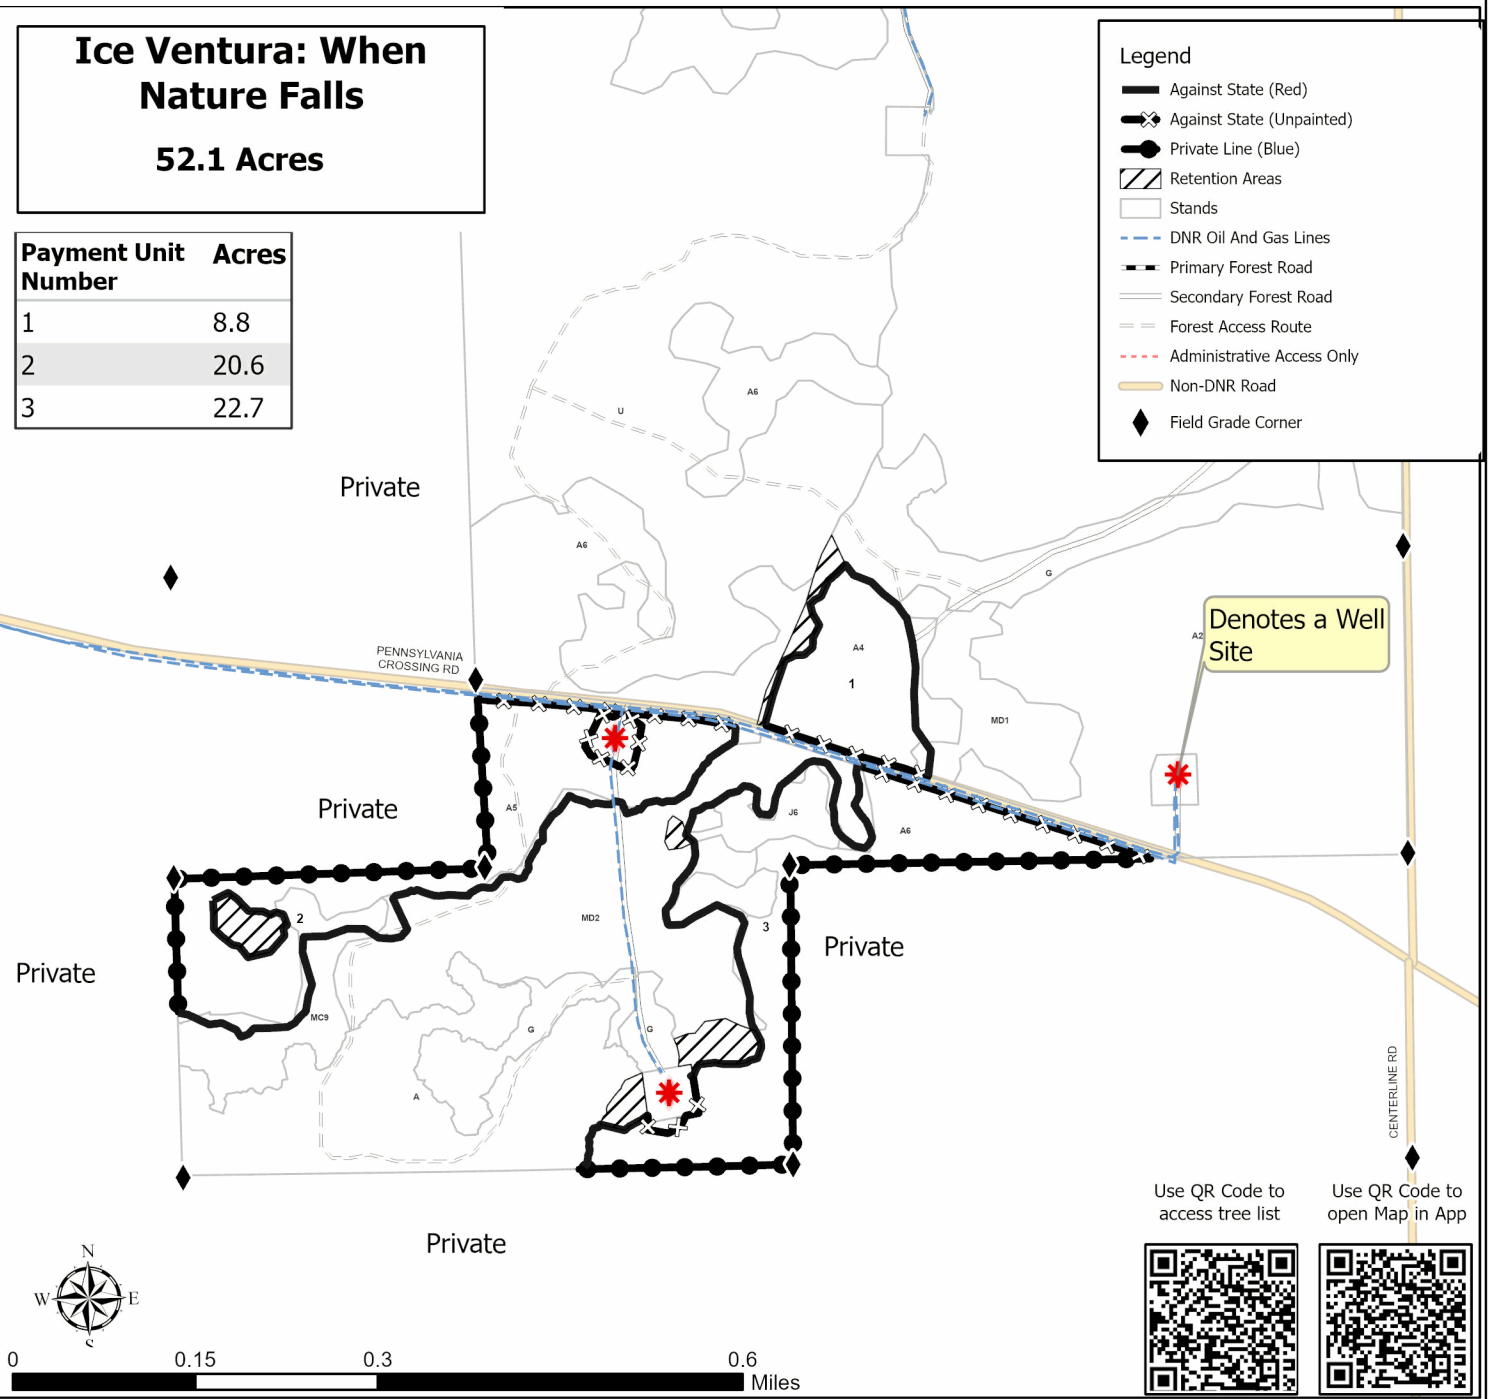 Ice Ventura: When
Nature Falls
52.1 Acres
Payment Unit Number Acres
1 8.8
2 20.6
3 22.7
Legend
Against State (Red)
Against State (Unpainted)
Private Line (Blue)
Retention Areas
Stands
DNR Oil And Gas Lines
Primary Forest Road
Secondary Forest Road
Forest Access Route
Administrative Access Only
Non-DNR Road
Field Grade Corner
A6
U
Private
A6
G
Denotes a Well
Site
A2
A4
PENNSYLVANIA
CROSSING RD
1
MD1
Private
A5
J6
A6
2
MD2
3
Private
Private
MC9
G
G
A
CENTERLINE RD
Private
Use QR Code to
access tree list
Use QR Code to
open Map in App
N
W E
S
0 0.15 0.3 0.6
Miles